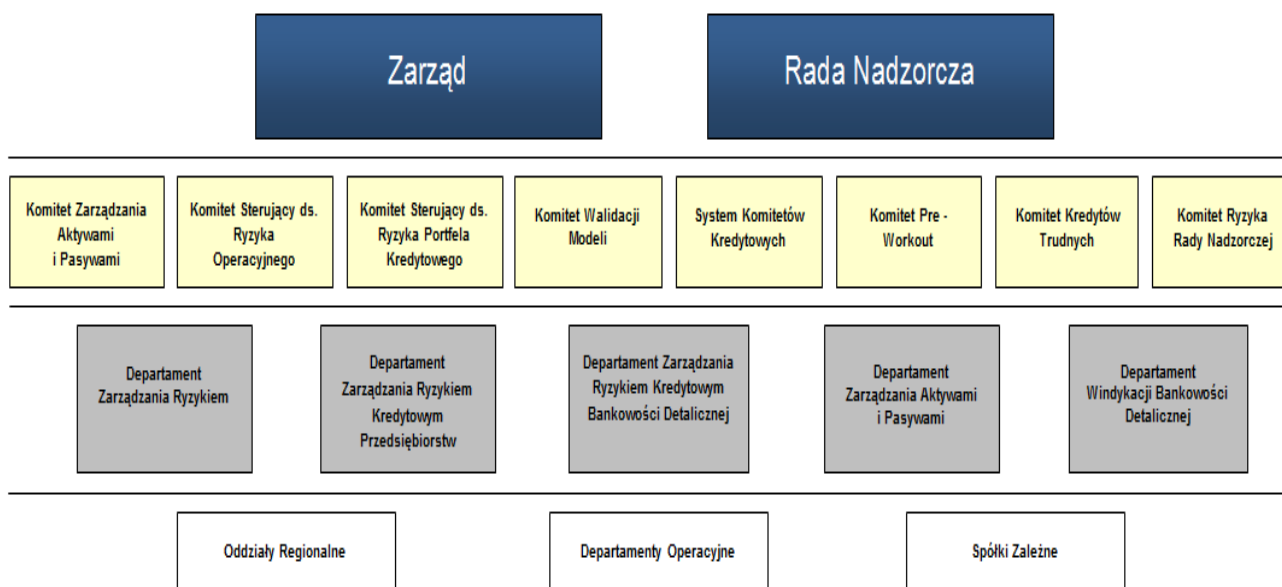 Zarząd
Rada Nadzorcza
Komitet Zarządzania
Aktywami
i Pasywami
Komitet Sterujący ds.
Ryzyka
Operacyjnego
Komitet Sterujący ds.
Ryzyka Portfela
Kredytowego
Komitet Walidacji
Modeli
System Komitetów
Kredytowych
Komitet Pre -
Workout
Komitet Kredytów
Trudnych
Komitet Ryzyka
Rady Nadzorczej
Departament
Zarządzania Ryzykiem
Departament
Zarządzania Ryzykiem
Kredytowym
Przedsiębiorstw
Departament Zarządzania
Ryzykiem Kredytowym
Bankowości Detalicznej
Departament
Zarządzania Aktywami
i Pasywami
Departament
Windykacji Bankowości
Detalicznej
Oddziały Regionalne
Departamenty Operacyjne
Spółki Zależne